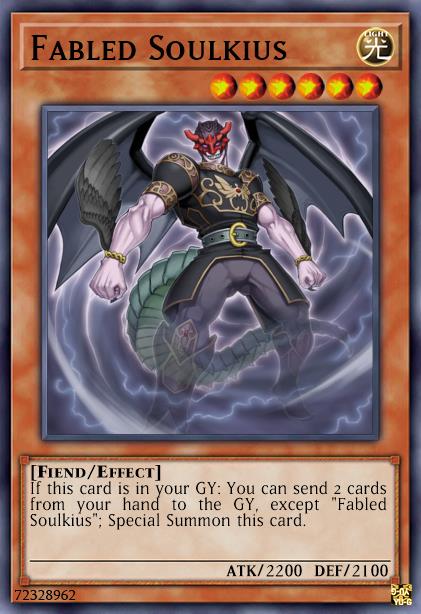 Fabled Soulkius
LIGHT
光
[Fiend/Effect]
If this card is in your GY: You can send 2 cards
from your hand to the GY, except "Fabled
Soulkius"; Special Summon this card.
ATK/2200 DEF/2100
72328962